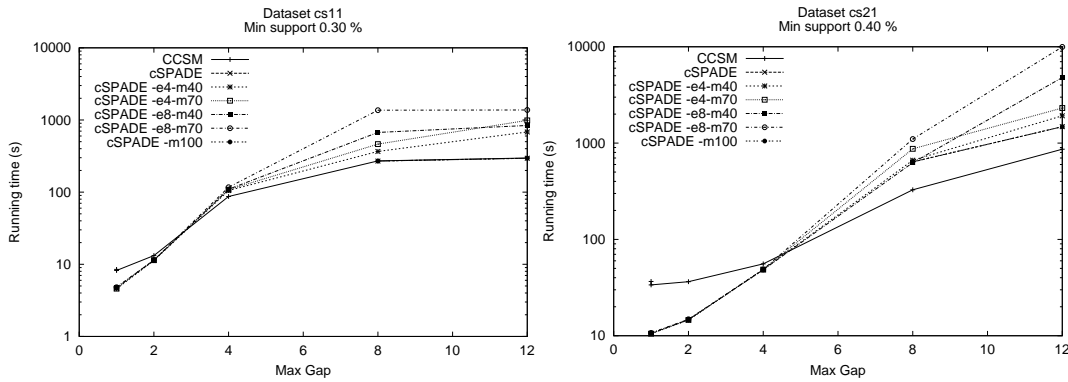 Dataset cs11
Min support 0.30 %
10000
1000
100
10
1
Running time (s)
CCSM
cSPADE
cSPADE -e4-m40
cSPADE -e4-m70
cSPADE -e8-m40
cSPADE -e8-m70
cSPADE -m100
0 2 4 6 8 10 12
Max Gap
Dataset cs21
Min support 0.40 %
10000
1000
100
10
Running time (s)
CCSM
cSPADE
cSPADE -e4-m40
cSPADE -e4-m70
cSPADE -e8-m40
cSPADE -e8-m70
cSPADE -m100
0 2 4 6 8 10 12
Max Gap